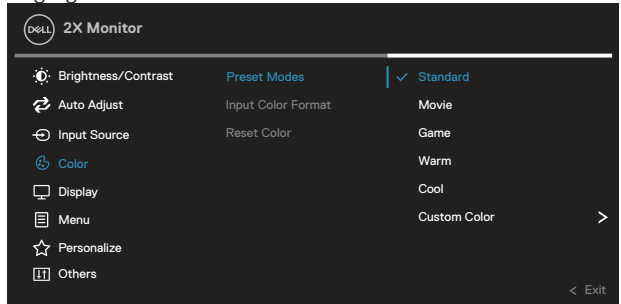 DELL 2X Monitor
Brightness/Contrast Preset Modes ✓ Standard
Auto Adjust Input Color Format Movie
Input Source Reset Color Game
Color Warm
Display Cool
Menu Custom Color >
Personalize
Others
< Exit